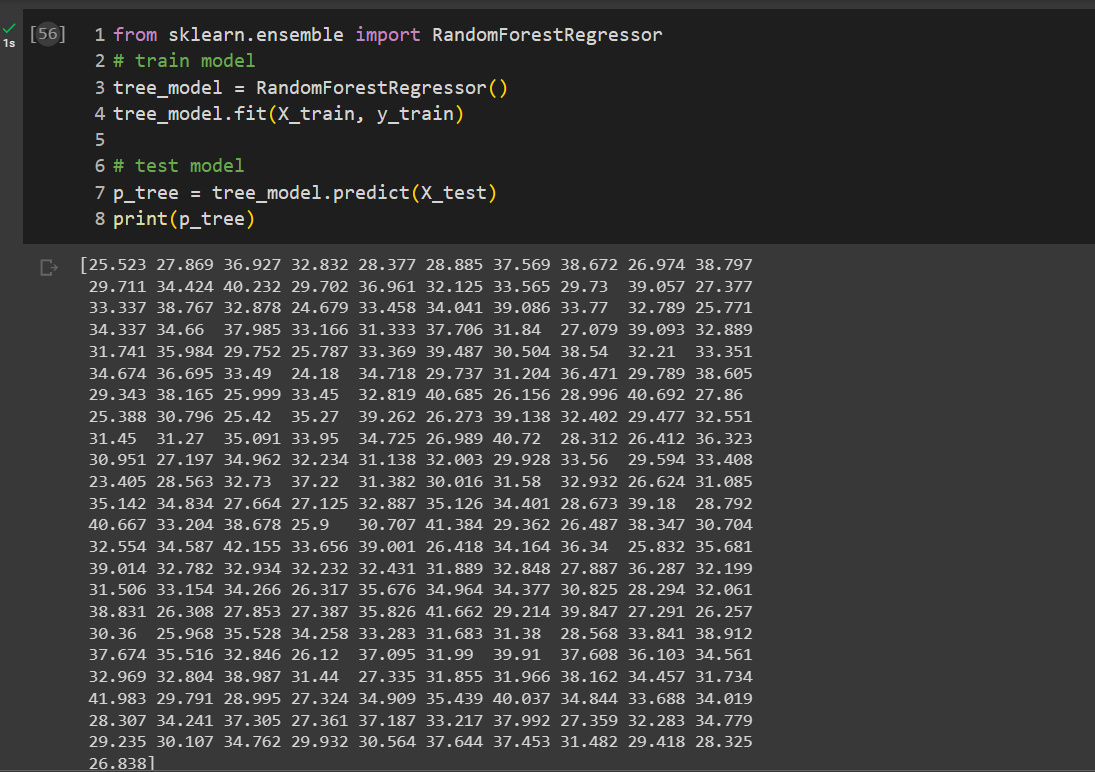 [56] 1 from sklearn.ensemble import RandomForestRegressor
1s 2 # train model
3 tree_model = RandomForestRegressor()
4 tree_model.fit(X_train, y_train)
5
6 # test model
7 p_tree = tree_model.predict(X_test)
8 print(p_tree)
[25.523 27.869 36.927 32.832 28.377 28.885 37.569 38.672 26.974 38.797
29.711 34.424 40.232 29.702 36.961 32.125 33.565 29.73 39.057 27.377
33.337 38.767 32.878 24.679 33.458 34.041 39.086 33.77 32.789 25.771
34.337 34.66 37.985 33.166 31.333 37.706 31.84 27.079 39.093 32.889
31.741 35.984 29.752 25.787 33.369 39.487 30.504 38.54 32.21 33.351
34.674 36.695 33.49 24.18 34.718 29.737 31.204 36.471 29.789 38.605
29.343 38.165 25.999 33.45 32.819 40.685 26.156 28.996 40.692 27.86
25.388 30.796 25.42 35.27 39.262 26.273 39.138 32.402 29.477 32.551
31.45 31.27 35.091 33.95 34.725 26.989 40.72 28.312 26.412 36.323
30.951 27.197 34.962 32.234 31.138 32.003 29.928 33.56 29.594 33.408
23.405 28.563 32.73 37.22 31.382 30.016 31.58 32.932 26.624 31.085
35.142 34.834 27.664 27.125 32.887 35.126 34.401 28.673 39.18 28.792
40.667 33.204 38.678 25.9 30.707 41.384 29.362 26.487 38.347 30.704
32.554 34.587 42.155 33.656 39.001 26.418 34.164 36.34 25.832 35.681
39.014 32.782 32.934 32.232 32.431 31.889 32.848 27.887 36.287 32.199
31.506 33.154 34.266 26.317 35.676 34.964 34.377 30.825 28.294 32.061
38.831 26.308 27.853 27.387 35.826 41.662 29.214 39.847 27.291 26.257
30.36 25.968 35.528 34.258 33.283 31.683 31.38 28.568 33.841 38.912
37.674 35.516 32.846 26.12 37.095 31.99 39.91 37.608 36.103 34.561
32.969 32.804 38.987 31.44 27.335 31.855 31.966 38.162 34.457 31.734
41.983 29.791 28.995 27.324 34.909 35.439 40.037 34.844 33.688 34.019
28.307 34.241 37.305 27.361 37.187 33.217 37.992 27.359 32.283 34.779
29.235 30.107 34.762 29.932 30.564 37.644 37.453 31.482 29.418 28.325
26.838]